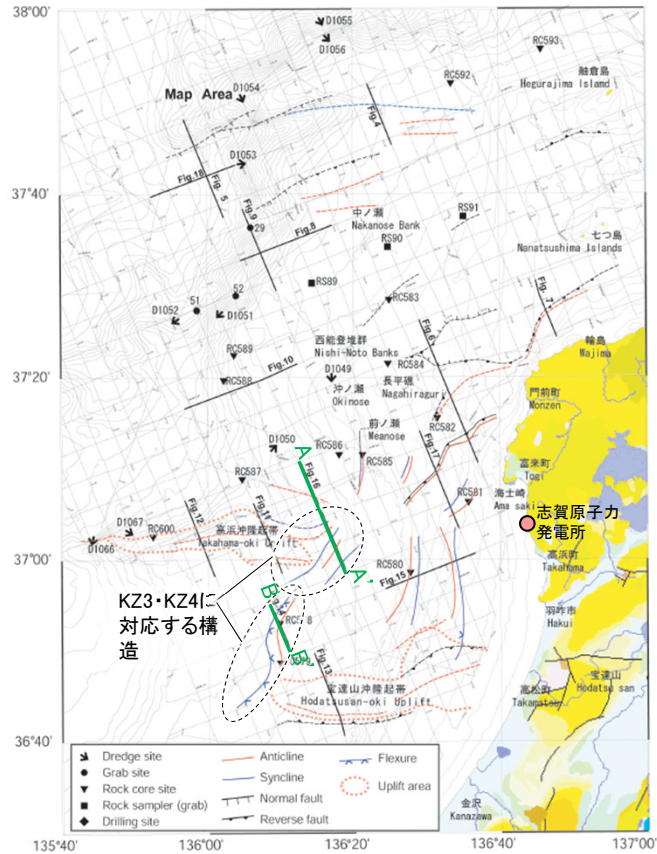 38°00'
37°40'
37°20'
37°00'
36°40'
135°40'
136°00'
136°20'
136°40'
137°00'
D1055
D1056
RC593
RC592
舳倉島
Hegurajima Islamd
D1054
Map Area
Fig.4
D1053
Fig.18
Fig. 5
Fig.9
29
Fig.8
中ノ瀬
Nakanose Bank
RS90
RS91
七つ島
Nanatsushima Islands
RS89
RC583
Fig.7
51
52
D1052
D1051
Fig.6
輪島
Wajima
西能登堆群
Nishi-Noto Banks
RC589
RC584
Fig.10
RC588
D1049
沖ノ瀬
Okinose
長平礁
Nagahiraguri
門前町
Monzen
前ノ瀬
Meanose
RC582
D1050
RC586
RC585
Fig.17
A
Fig.16
富来町
Togi
RC587
RC581
海士崎
Ama saki
志賀原子力
発電所
Fig.12
Fig.11
D1067
RC600
高浜沖隆起帯
Takahama-oki Uplift
D1066
高浜町
Takahama
A'
RC580
Fig.15
KZ3・KZ4に
対応する構
造
B
羽咋市
Hakui
B'
Fig.13
宝達山沖隆起帯
Hodatsusan-oki Uplift
宝達山
Hodatsu san
高松町
Takamatsu
金沢
Kanazawa
Dredge site
Grab site
Rock core site
Rock sampler (grab)
Drilling site
Anticline
Syncline
Normal fault
Reverse fault
Flexure
Uplift area